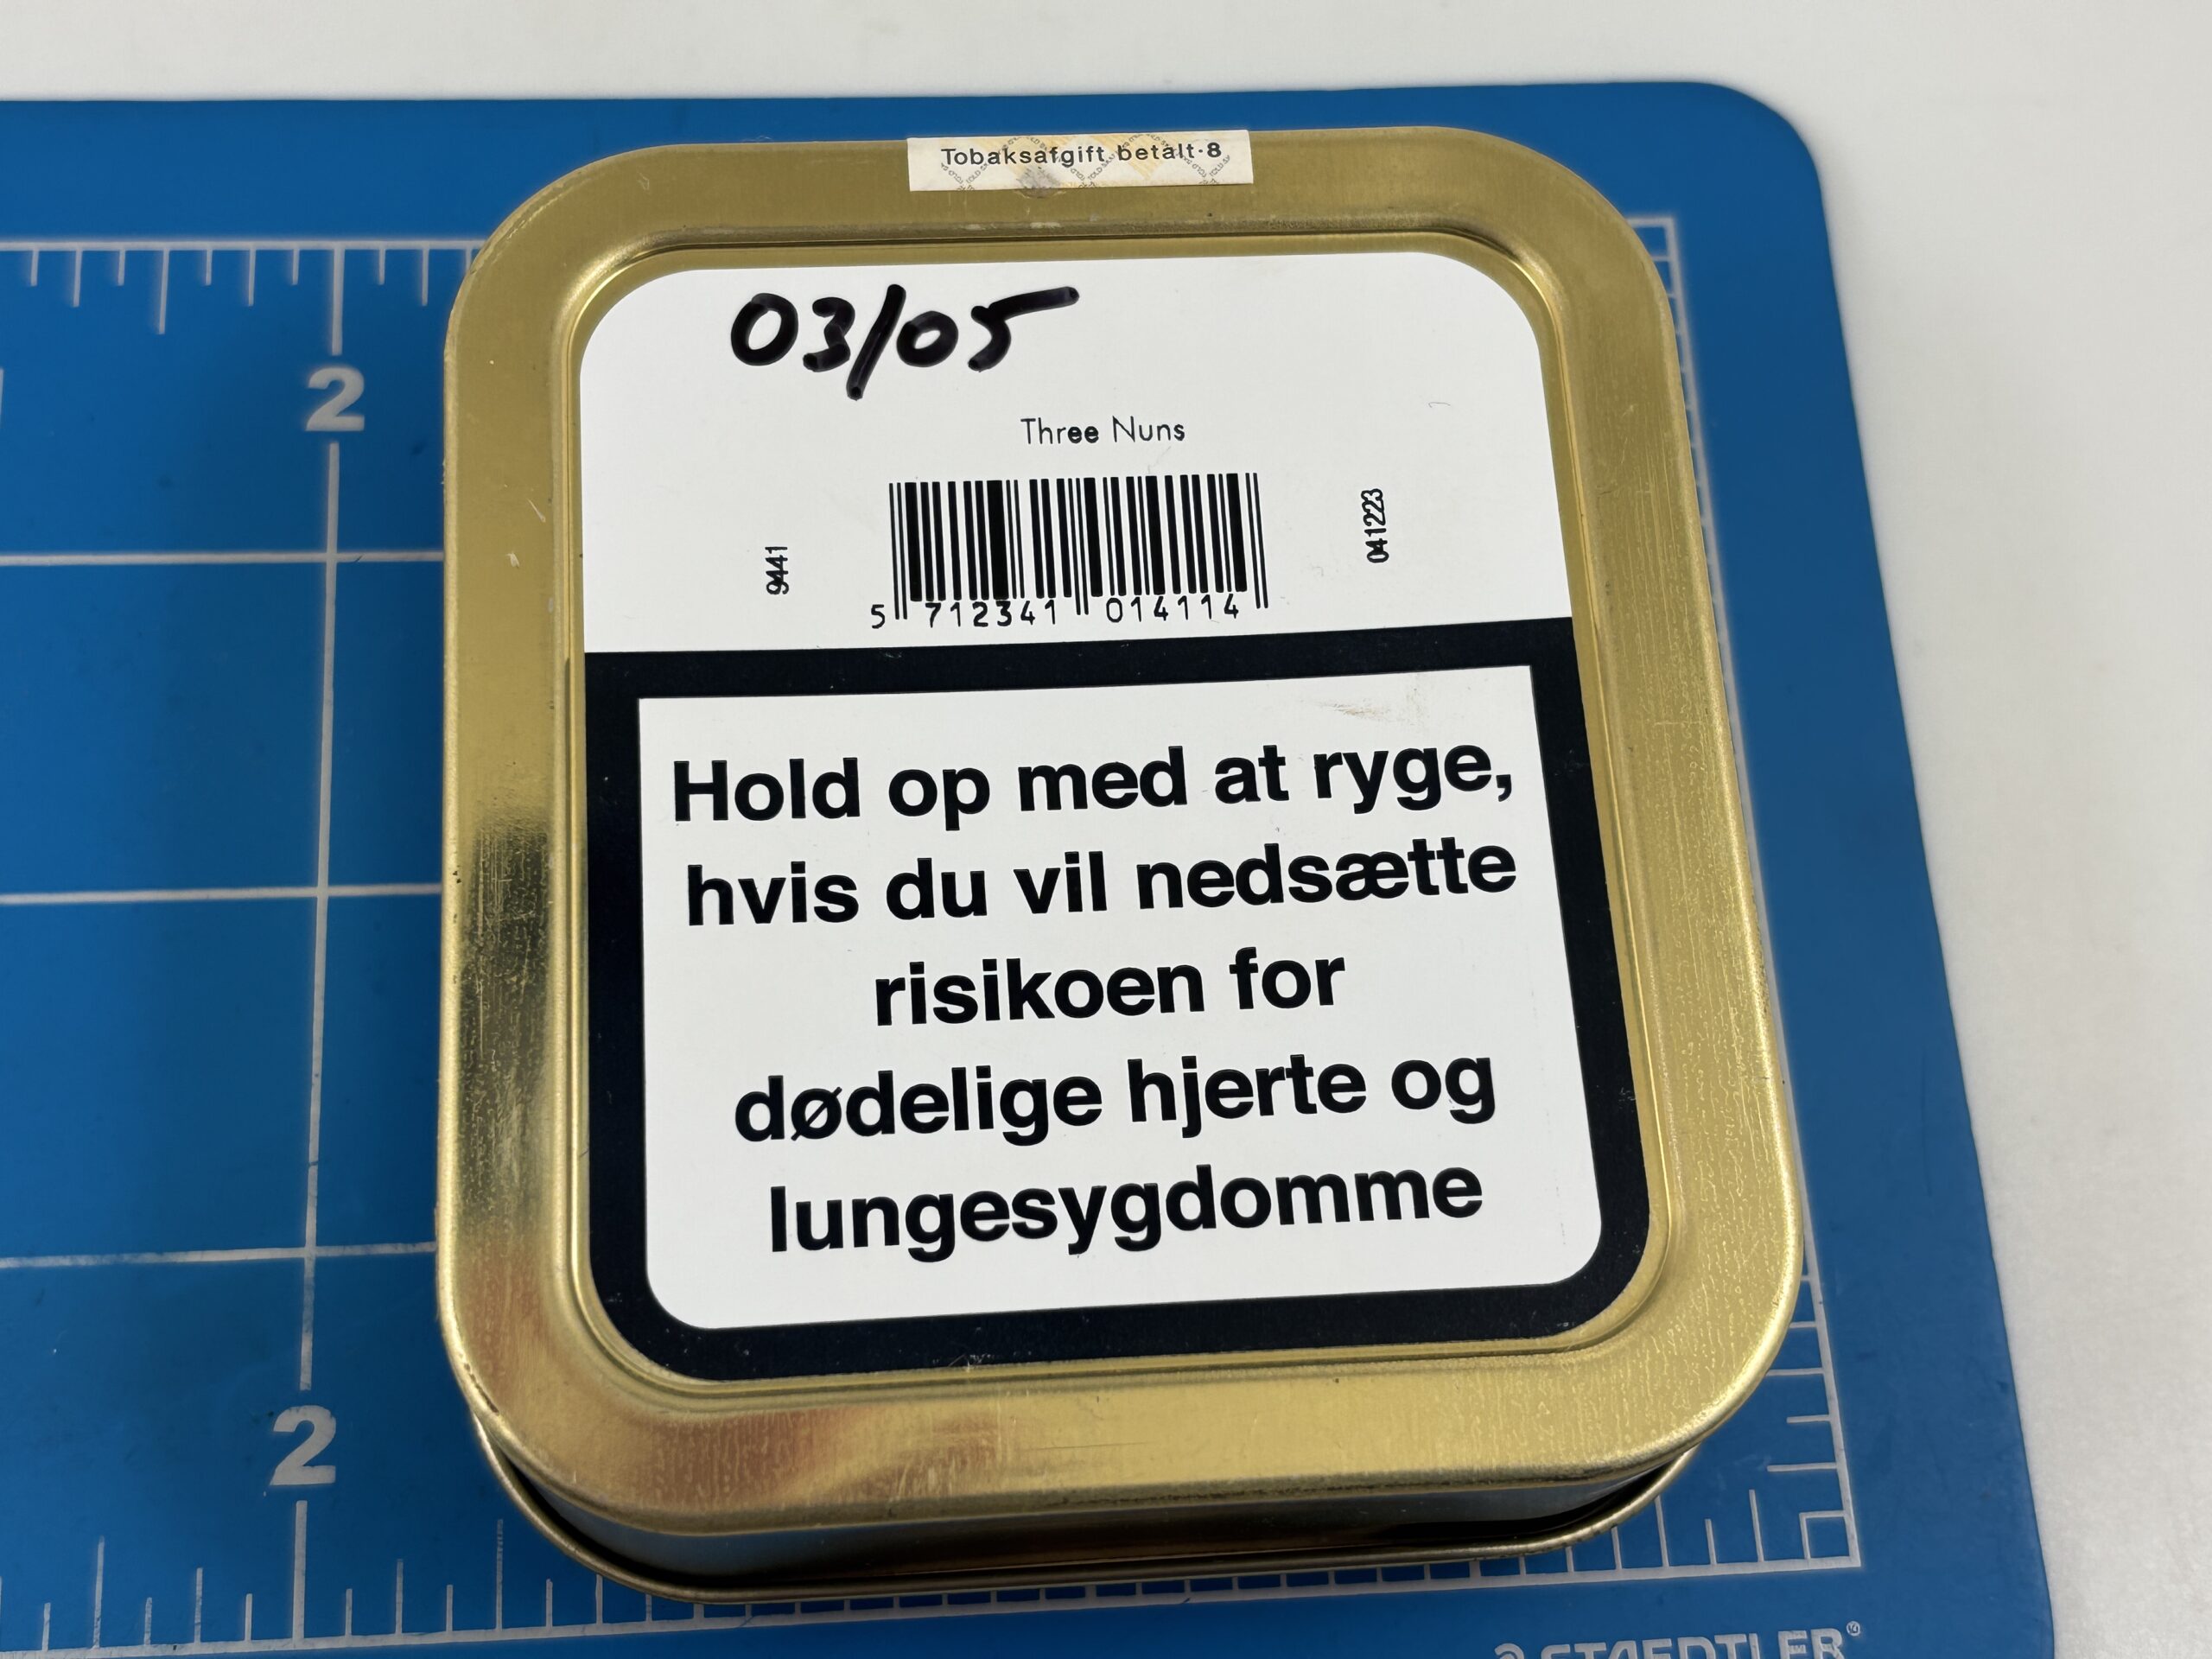 Tobaksafgift betalt·8
2
03/05
Three Nuns
9441
041223
5 712341 014114
Hold op med at ryge,
hvis du vil nedsætte
risikoen for
dødelige hjerte og
lungesygdomme
2
STAEDTLER®